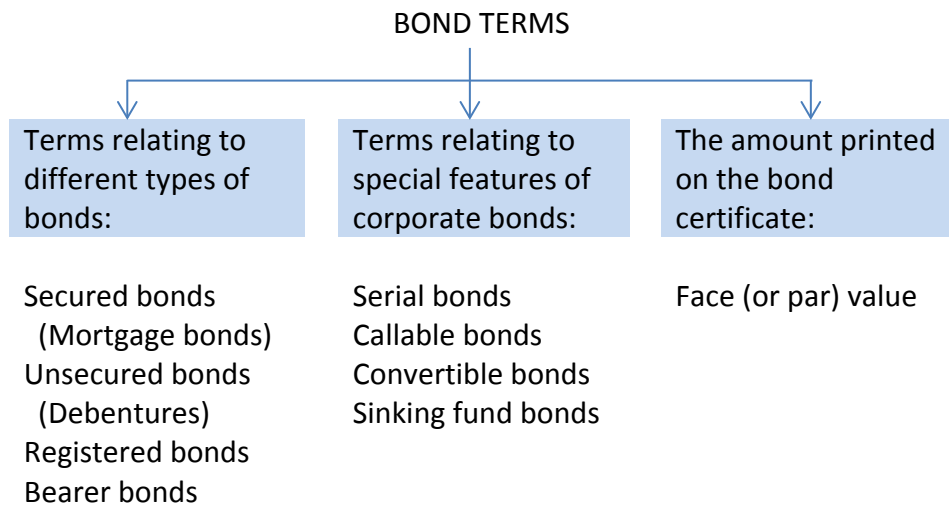 BOND TERMS
Terms relating to
different types of
bonds:
Secured bonds
(Mortgage bonds)
Unsecured bonds
(Debentures)
Registered bonds
Bearer bonds
Terms relating to
special features of
corporate bonds:
Serial bonds
Callable bonds
Convertible bonds
Sinking fund bonds
The amount printed
on the bond
certificate:
Face (or par) value